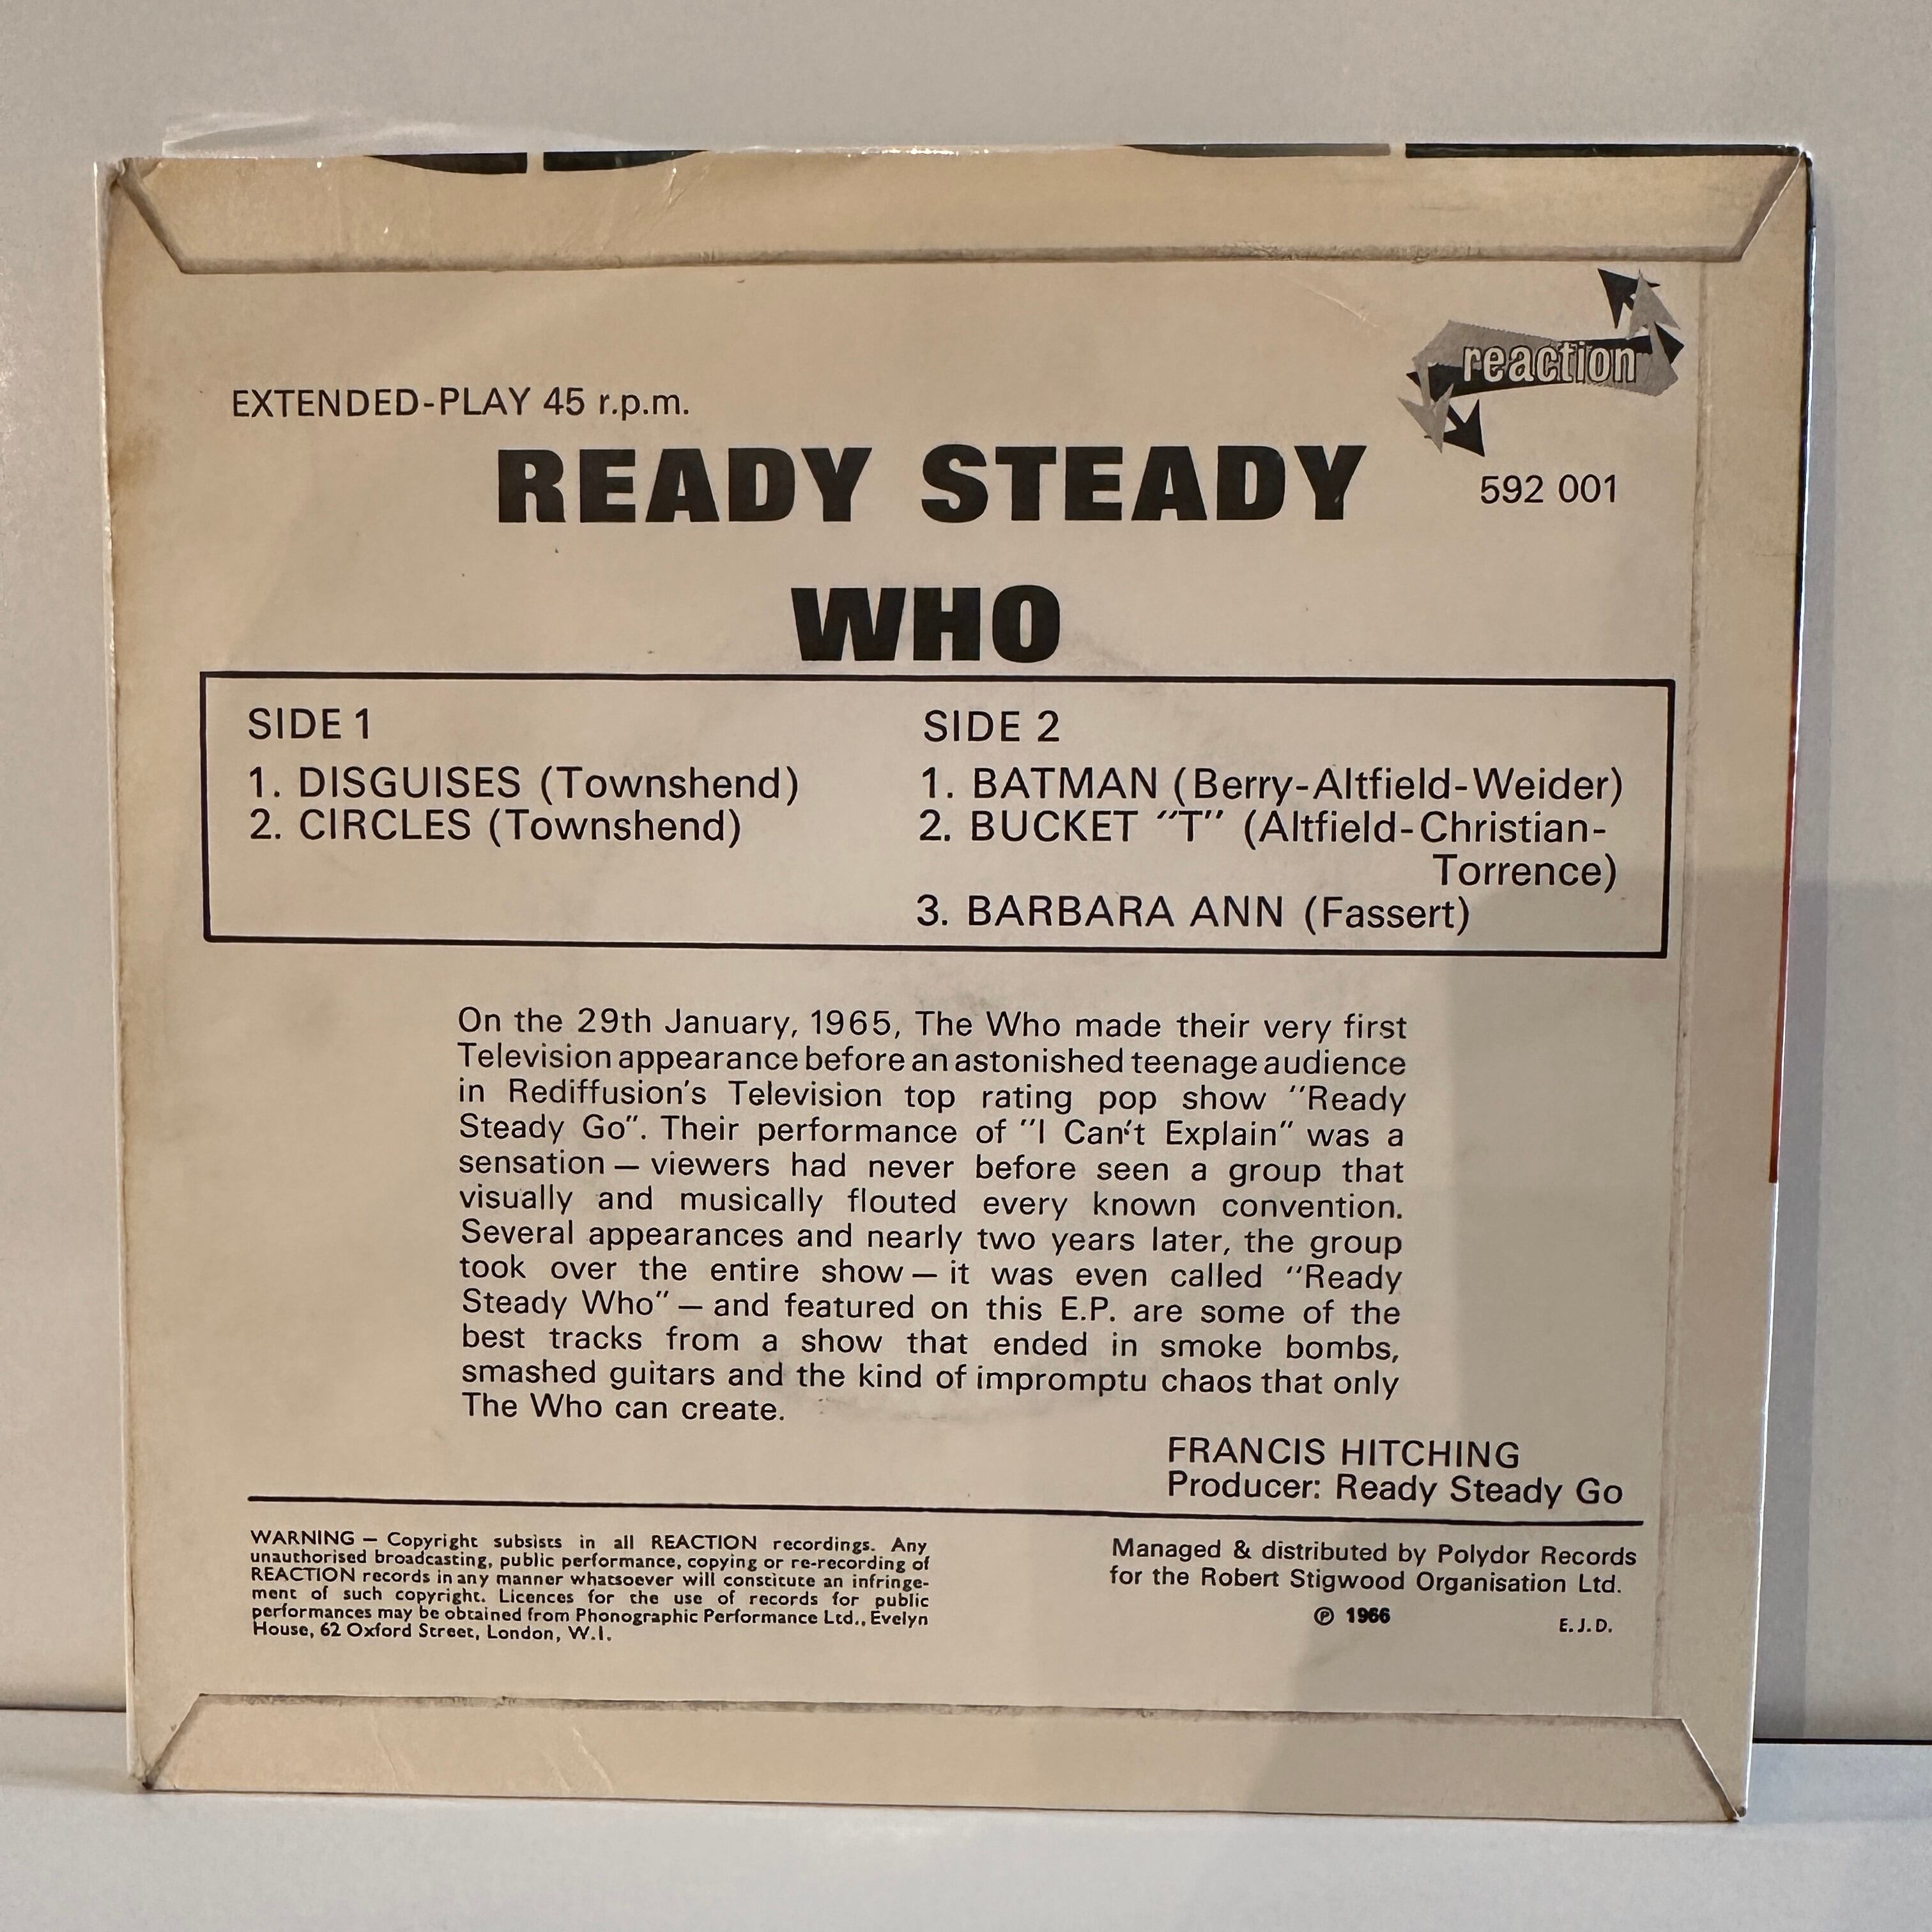 reaction
EXTENDED-PLAY 45 r.p.m.
READY STEADY
592 001
WHO
SIDE 1
1. DISGUISES (Townshend)
2. CIRCLES (Townshend)
SIDE 2
1. BATMAN (Berry-Altfield-Weider)
2. BUCKET "T" (Altfield-Christian-
Torrence)
3. BARBARA ANN (Fassert)
On the 29th January, 1965, The Who made their very first
Television appearance before an astonished teenage audience
in Rediffusion's Television top rating pop show "Ready
Steady Go". Their performance of "I Can't Explain" was a
sensation — viewers had never before seen a group that
visually and musically flouted every known convention.
Several appearances and nearly two years later, the group
took over the entire show — it was even called "Ready
Steady Who" — and featured on this E.P. are some of the
best tracks from a show that ended in smoke bombs,
smashed guitars and the kind of impromptu chaos that only
The Who can create.
FRANCIS HITCHING
Producer: Ready Steady Go
WARNING — Copyright subsists in all REACTION recordings. Any
unauthorised broadcasting, public performance, copying or re-recording of
REACTION records in any manner whatsoever will constitute an infringe-
ment of such copyright. Licences for the use of records for public
performances may be obtained from Phonographic Performance Ltd., Evelyn
House, 62 Oxford Street, London, W.1.
Managed & distributed by Polydor Records
for the Robert Stigwood Organisation Ltd.
℗ 1966
E.J.D.